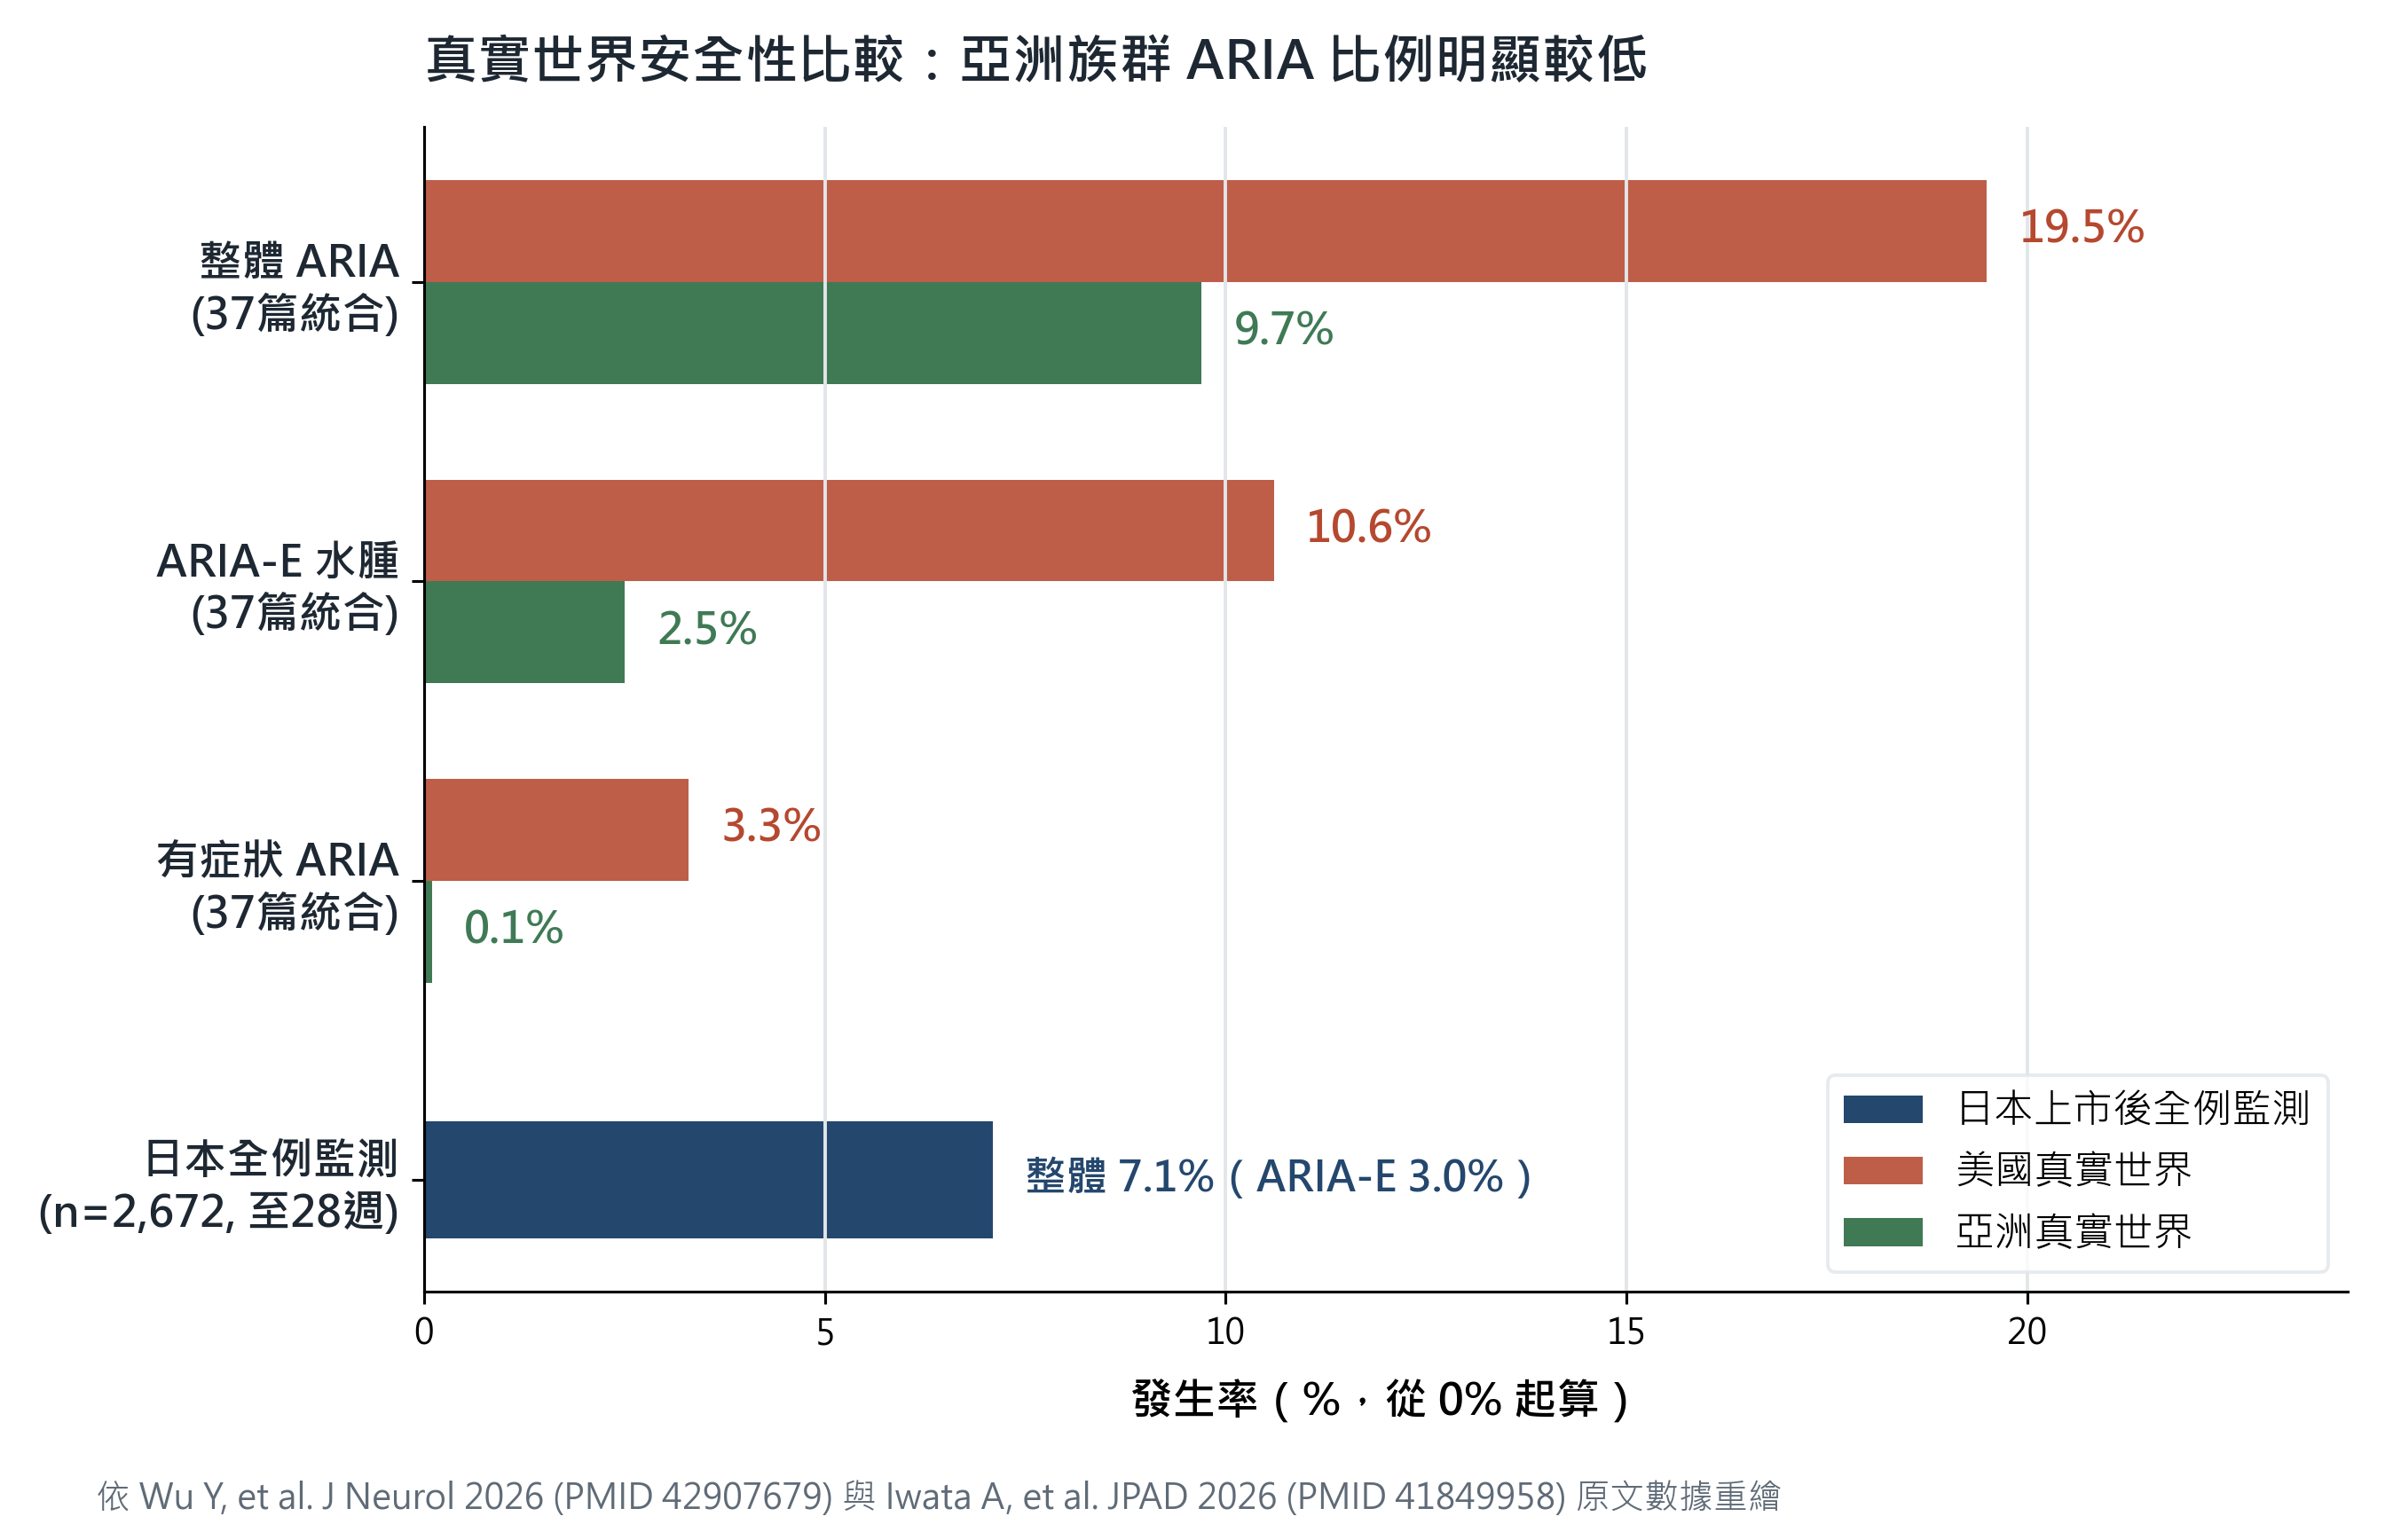 真實世界安全性比較：亞洲族群 ARIA 比例明顯較低
整體 ARIA
(37篇統合)
19.5%
9.7%
ARIA-E 水腫
(37篇統合)
10.6%
2.5%
有症狀 ARIA
(37篇統合)
3.3%
0.1%
日本全例監測
(n=2,672, 至28週)
整體 7.1%（ARIA-E 3.0%）
日本上市後全例監測
美國真實世界
亞洲真實世界
0 5 10 15 20
發生率（%，從 0% 起算）
依 Wu Y, et al. J Neurol 2026 (PMID 42907679) 與 Iwata A, et al. JPAD 2026 (PMID 41849958) 原文數據重繪